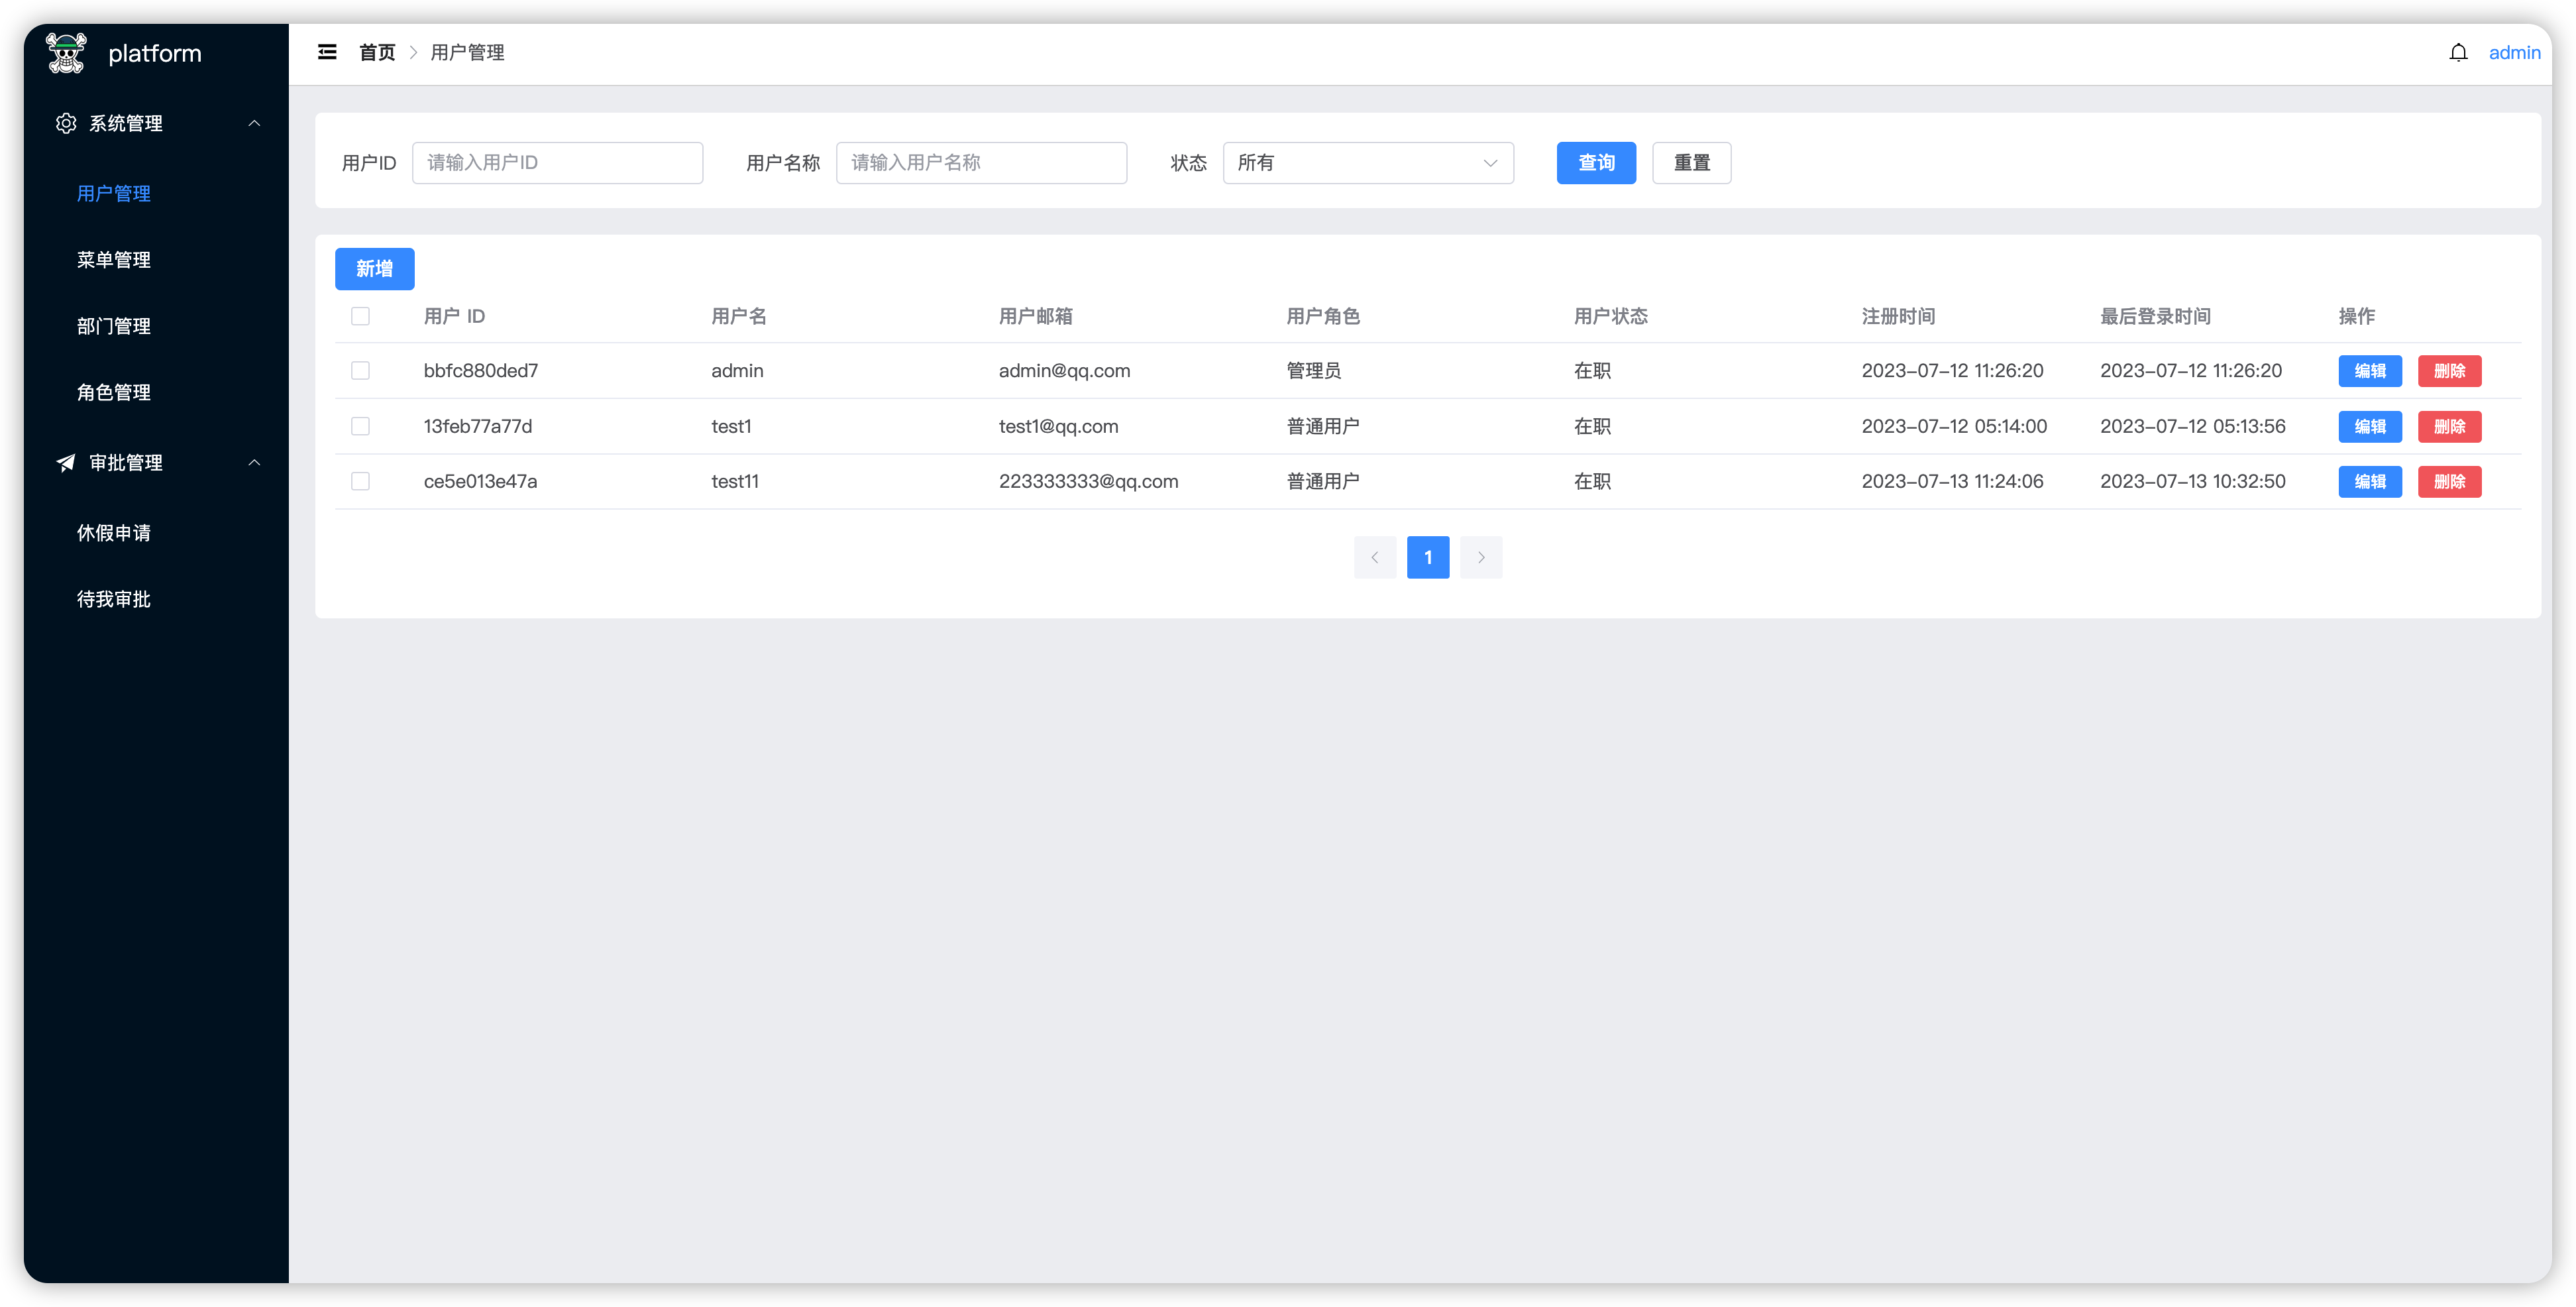 platform
系统管理
用户管理
菜单管理
部门管理
角色管理
审批管理
休假申请
待我审批
首页 用户管理
admin
用户ID 请输入用户ID 用户名称 请输入用户名称 状态 所有 查询 重置
新增
用户 ID 用户名 用户邮箱 用户角色 用户状态 注册时间 最后登录时间 操作
bbfc880ded7 admin admin@qq.com 管理员 在职 2023-07-12 11:26:20 2023-07-12 11:26:20 编辑 删除
13feb77a77d test1 test1@qq.com 普通用户 在职 2023-07-12 05:14:00 2023-07-12 05:13:56 编辑 删除
ce5e013e47a test11 223333333@qq.com 普通用户 在职 2023-07-13 11:24:06 2023-07-13 10:32:50 编辑 删除
1